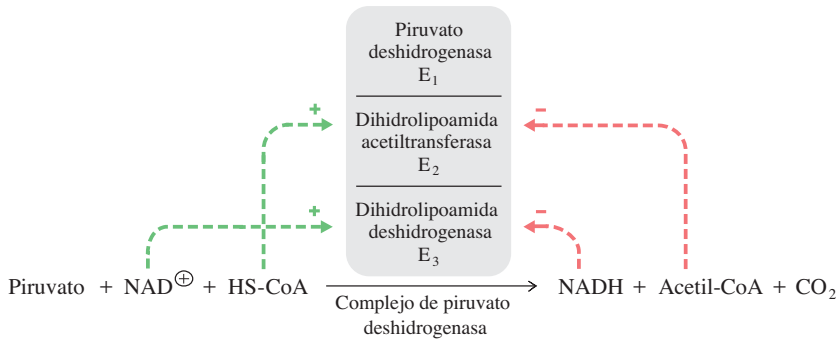 Piruvato
deshidrogenasa
E₁
+
−
Dihidrolipoamida
acetiltransferasa
E₂
+
−
Dihidrolipoamida
deshidrogenasa
E₃
Piruvato + NAD⊕ + HS-CoA NADH + Acetil-CoA + CO₂
Complejo de piruvato
deshidrogenasa